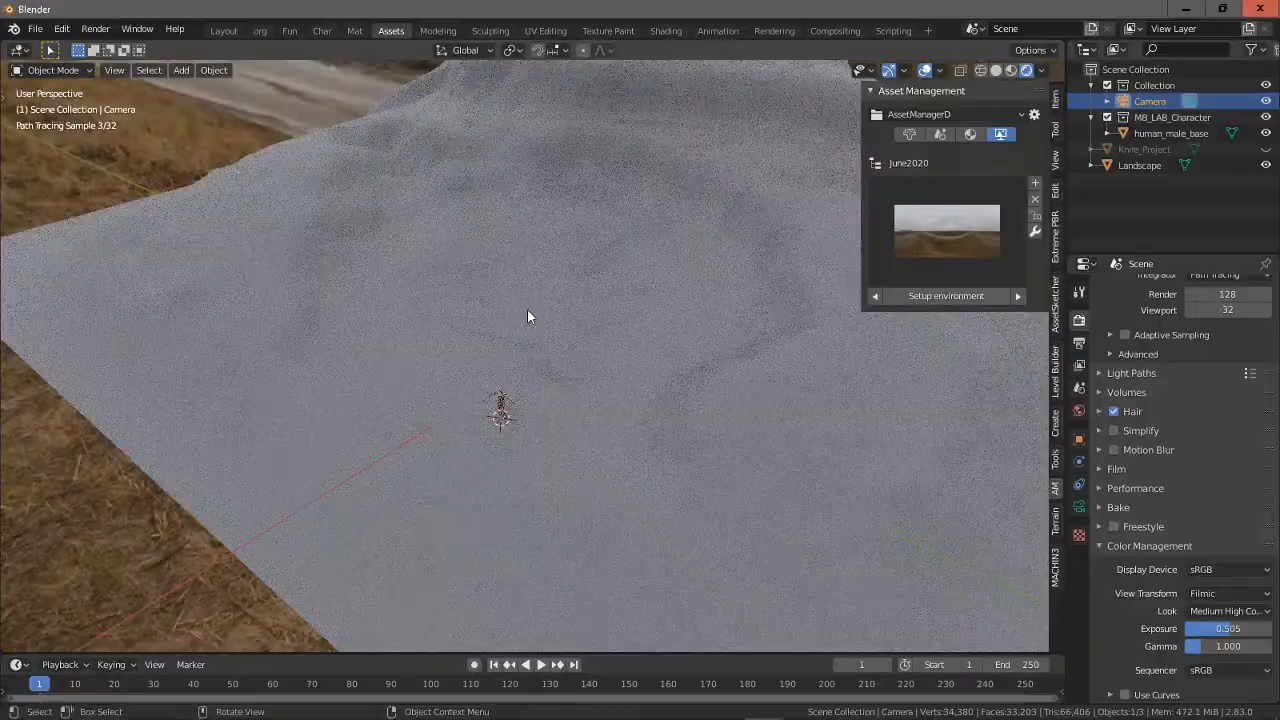 Blender
File Edit Render Window Help
Layout org Fun Char Mat Assets Modeling Sculpting UV Editing Texture Paint Shading Animation Rendering Compositing Scripting
Scene
View Layer
Global
Options
Object Mode View Select Add Object
User Perspective
(1) Scene Collection | Camera
Path Tracing Sample 3/32
Asset Management
AssetManagerD
June2020
Setup environment
Item
Tool
View
Edit
Extreme PBR
AssetSketcher
Level Builder
Create
Tools
AM
Terrain
MACHIN3
Scene Collection
Collection
Camera
MB_LAB_Character
human_male_base
Knife_Project
Landscape
Scene
Integrator Path Tracing
Render 128
Viewport 32
Adaptive Sampling
Advanced
Light Paths
Volumes
Hair
Simplify
Motion Blur
Film
Performance
Bake
Freestyle
Color Management
Display Device sRGB
View Transform Filmic
Look Medium High Co...
Exposure 0.505
Gamma 1.000
Sequencer sRGB
Use Curves
Playback Keying View Marker
1 Start 1 End 250
1 10 20 30 40 50 60 70 80 90 100 110 120 130 140 150 160 170 180 190 200 210 220 230 240 250
Select Box Select Rotate View Object Context Menu
Scene Collection | Camera | Verts:34,380 | Faces:33,203 | Tris:66,406 | Objects:1/3 | Mem: 472.1 MiB | 2.83.0